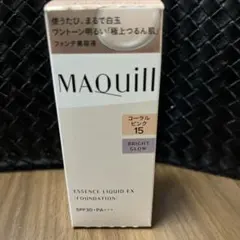 使うたび、まるで白玉
ワントーン明るい「極上つるん肌」
ファンデ美容液
MAQuill
コーラル
ピンク
15
BRIGHT
GLOW
ESSENCE LIQUID EX
FOUNDATION
SPF30・PA+++